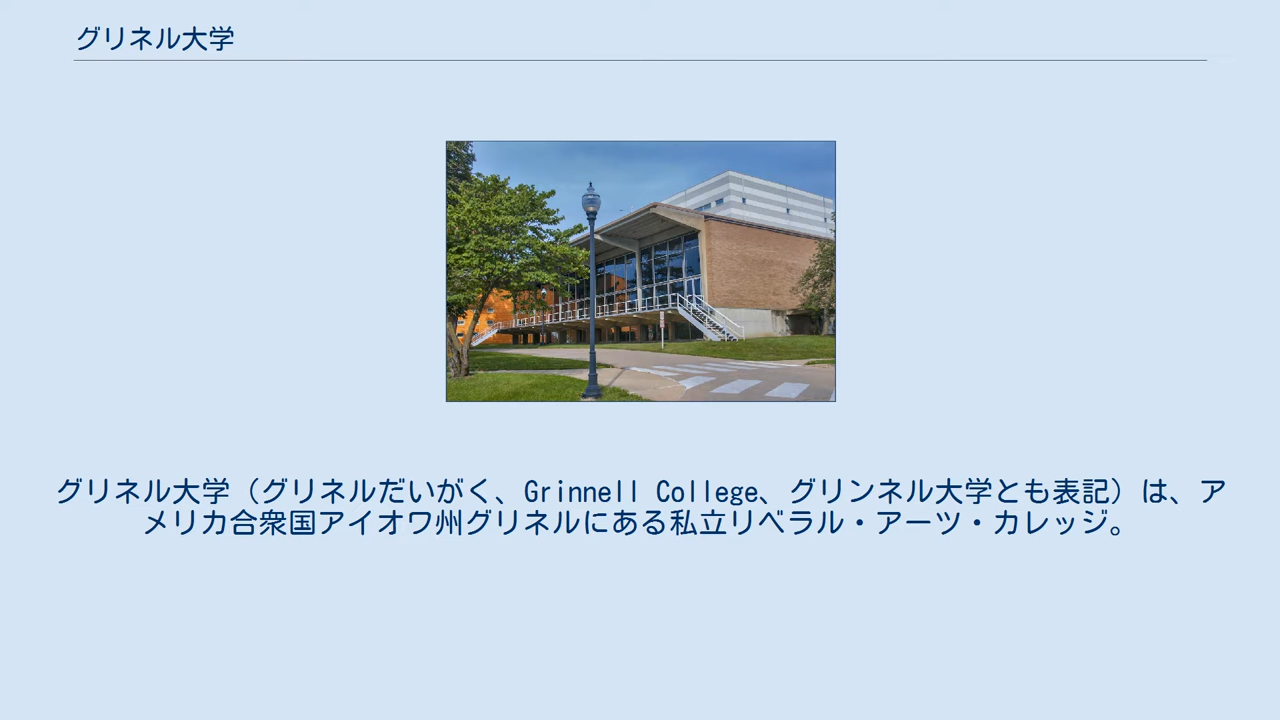 グリネル大学
グリネル大学（グリネルだいがく、Grinnell College、グリンネル大学とも表記）は、ア
メリカ合衆国アイオワ州グリネルにある私立リベラル・アーツ・カレッジ。